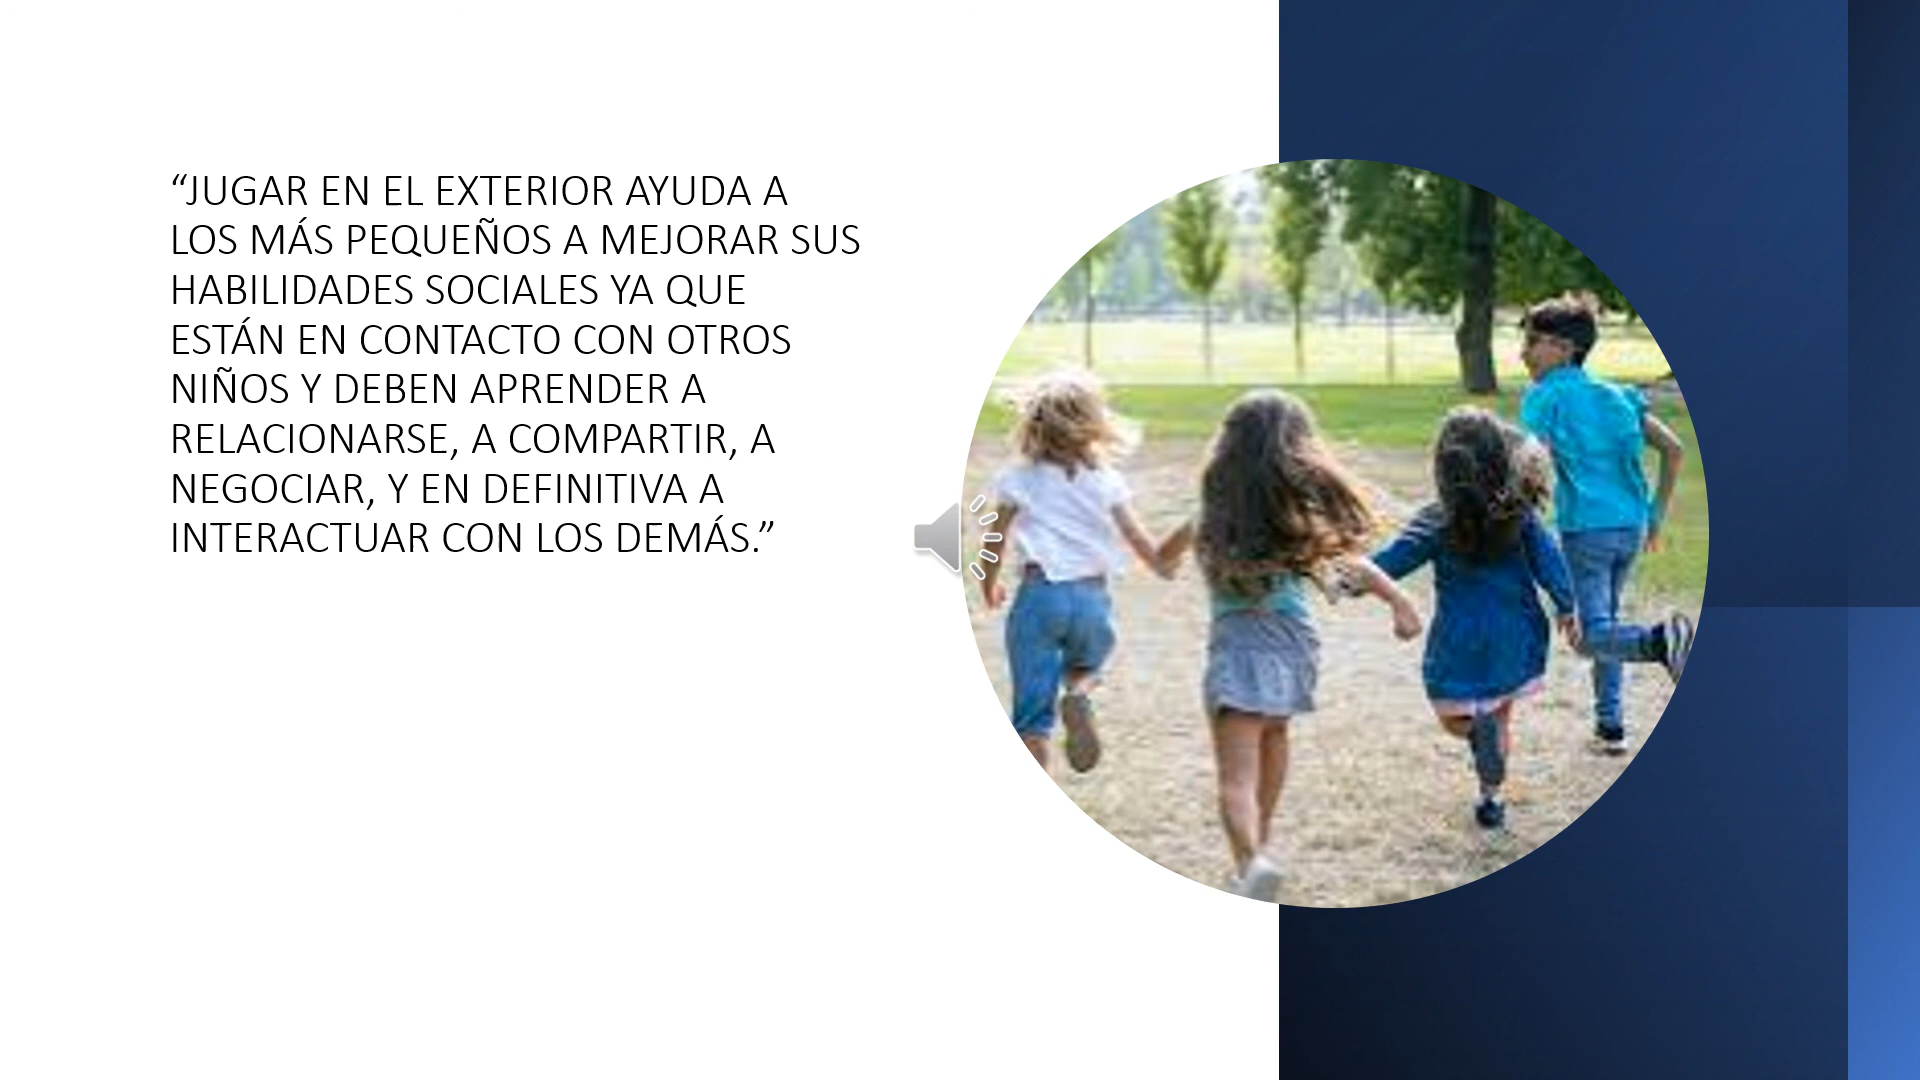 “JUGAR EN EL EXTERIOR AYUDA A
LOS MÁS PEQUEÑOS A MEJORAR SUS
HABILIDADES SOCIALES YA QUE
ESTÁN EN CONTACTO CON OTROS
NIÑOS Y DEBEN APRENDER A
RELACIONARSE, A COMPARTIR, A
NEGOCIAR, Y EN DEFINITIVA A
INTERACTUAR CON LOS DEMÁS.”